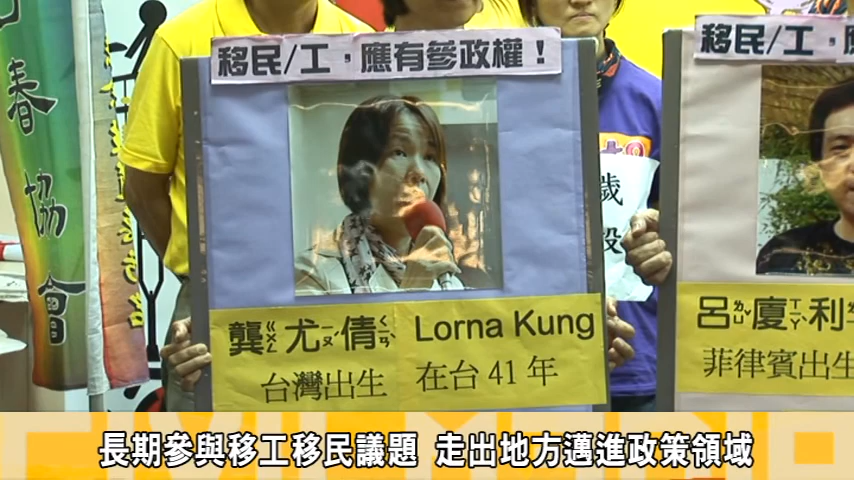 移民/工，應有參政權！
移民/工，應
春協會
歲
龔ㄍㄨㄥ尤ㄧㄡˊ倩ㄑㄧㄢˋ Lorna Kung
台灣出生 在台 41 年
呂ㄌㄩˇ廈ㄒㄧㄚˋ利
菲律賓出生
長期參與移工移民議題 走出地方邁進政策領域